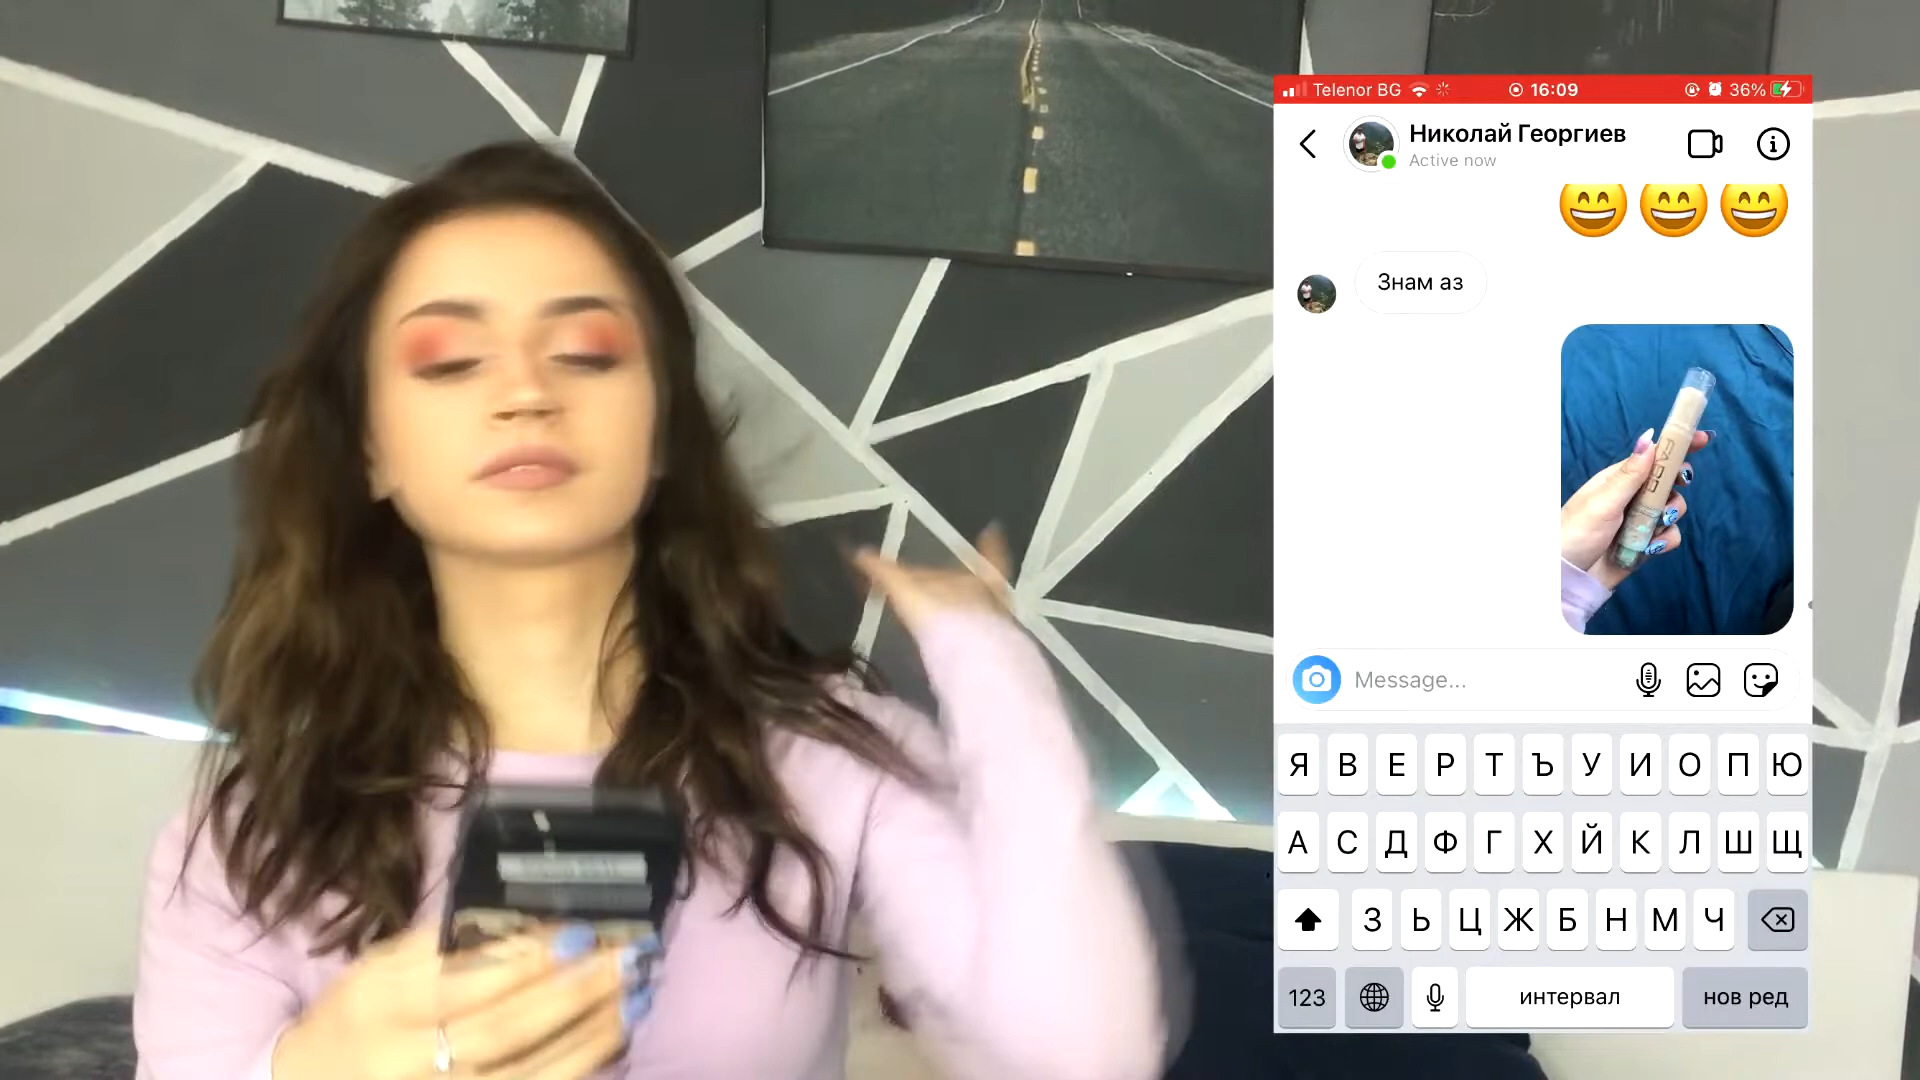 Telenor BG
16:09
36%
Николай Георгиев
Active now
Знам аз
Message...
Я В Е Р Т Ъ У И О П Ю
А С Д Ф Г Х Й К Л Ш Щ
З Ь Ц Ж Б Н М Ч
123
интервал
нов ред